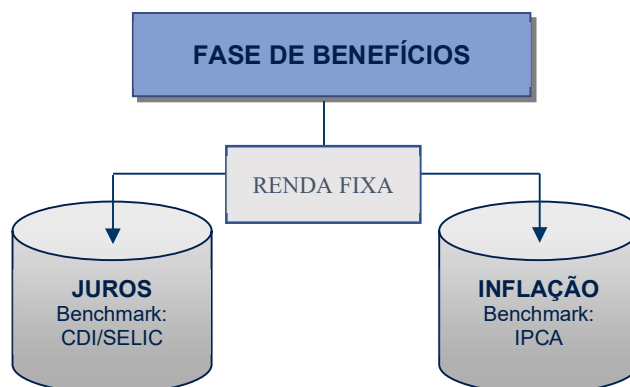 FASE DE BENEFÍCIOS
RENDA FIXA
JUROS
Benchmark:
CDI/SELIC
INFLAÇÃO
Benchmark:
IPCA